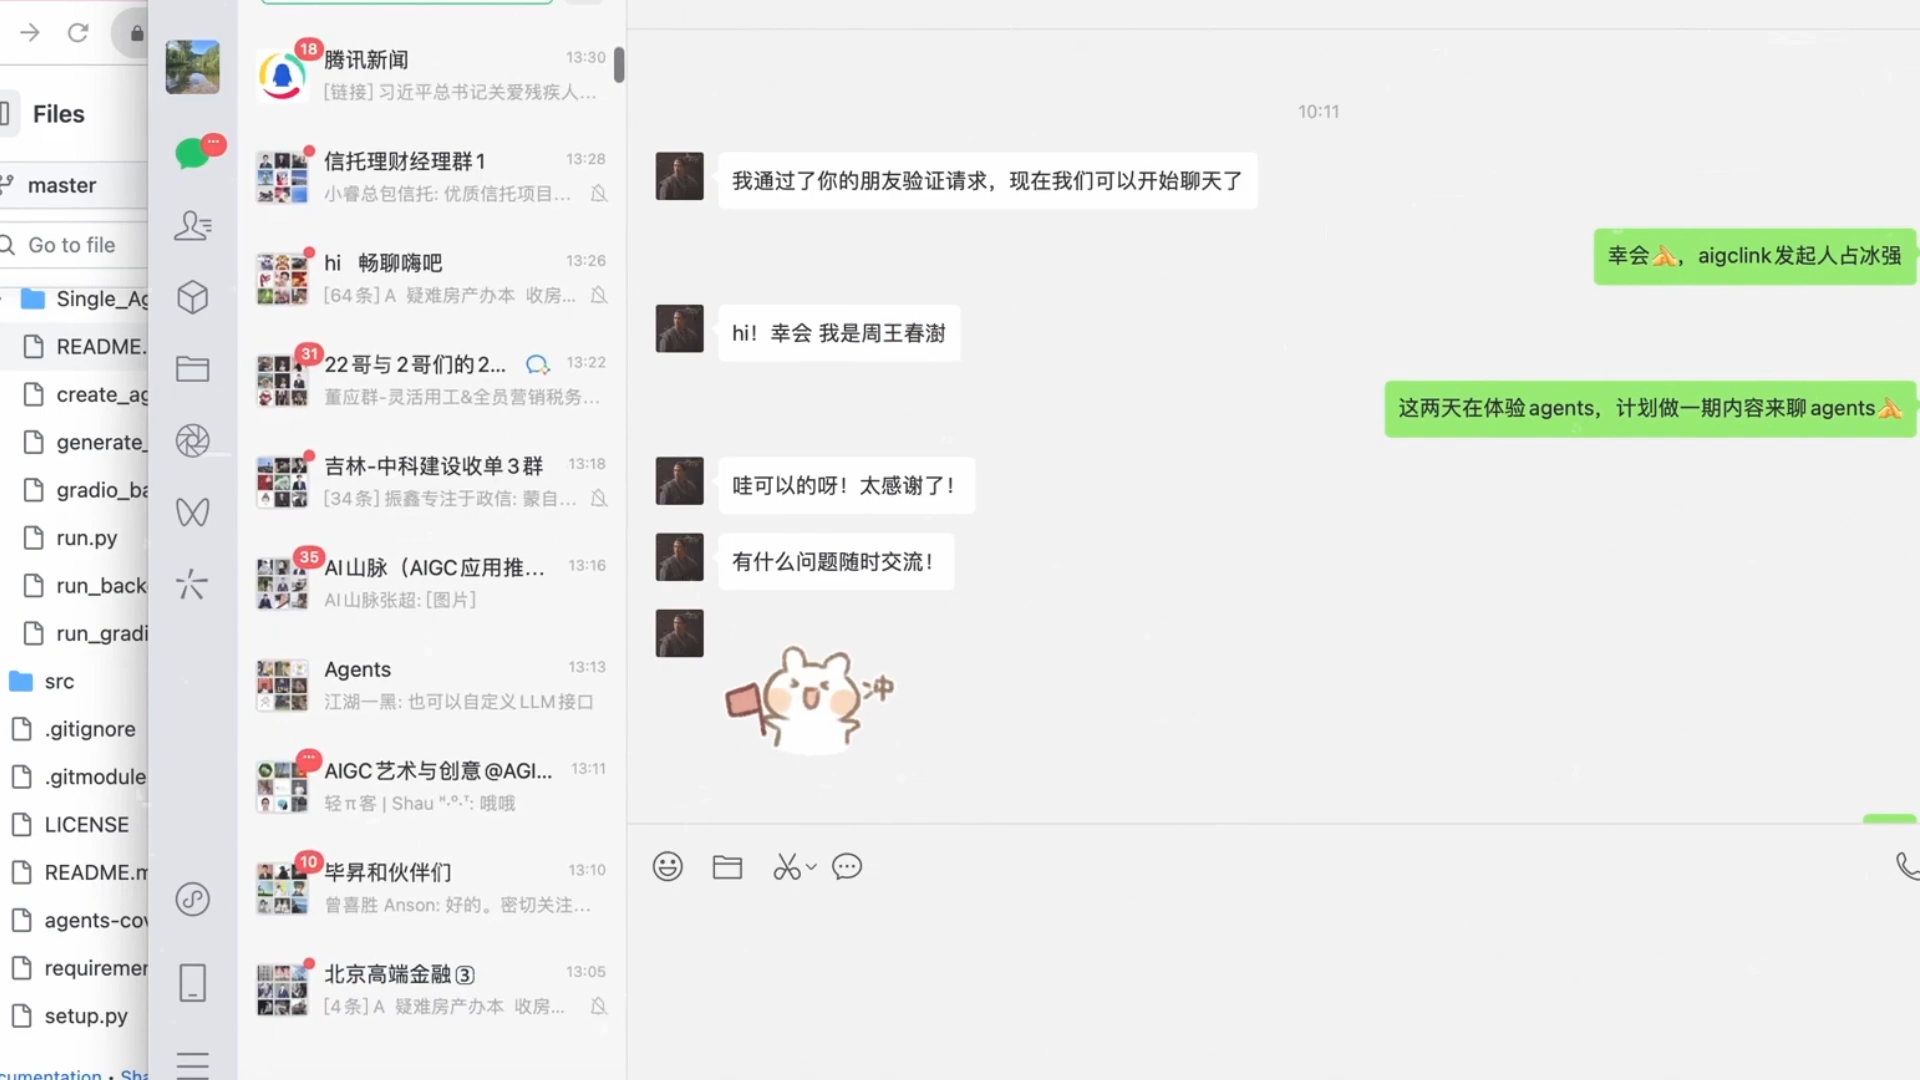 Files
master
Go to file
Single_Ag
README.
create_ag
generate_
gradio_ba
run.py
run_back
run_gradi
src
.gitignore
.gitmodule
LICENSE
README.m
agents-cov
requiremen
setup.py
cumentation · Sha
18
腾讯新闻
13:30
[链接] 习近平总书记关爱残疾人...
信托理财经理群1
13:28
小睿总包信托: 优质信托项目...
hi 畅聊嗨吧
13:26
[64条] A 疑难房产办本 收房...
31
22哥与2哥们的2...
13:22
董应群-灵活用工&全员营销税务...
吉林-中科建设收单3群
13:18
[34条] 振鑫专注于政信: 蒙自...
35
AI山脉（AIGC应用推...
13:16
AI山脉张超: [图片]
Agents
13:13
江湖一黑: 也可以自定义LLM接口
AIGC艺术与创意@AGI...
13:11
轻π客 | Shau : 哦哦
10
毕昇和伙伴们
13:10
曾喜胜 Anson: 好的。密切关注...
北京高端金融③
13:05
[4条] A 疑难房产办本 收房...
10:11
我通过了你的朋友验证请求，现在我们可以开始聊天了
幸会🙏，aigclink发起人占冰强
hi！幸会 我是周王春澍
这两天在体验agents，计划做一期内容来聊agents🙏
哇可以的呀！太感谢了！
有什么问题随时交流！
冲